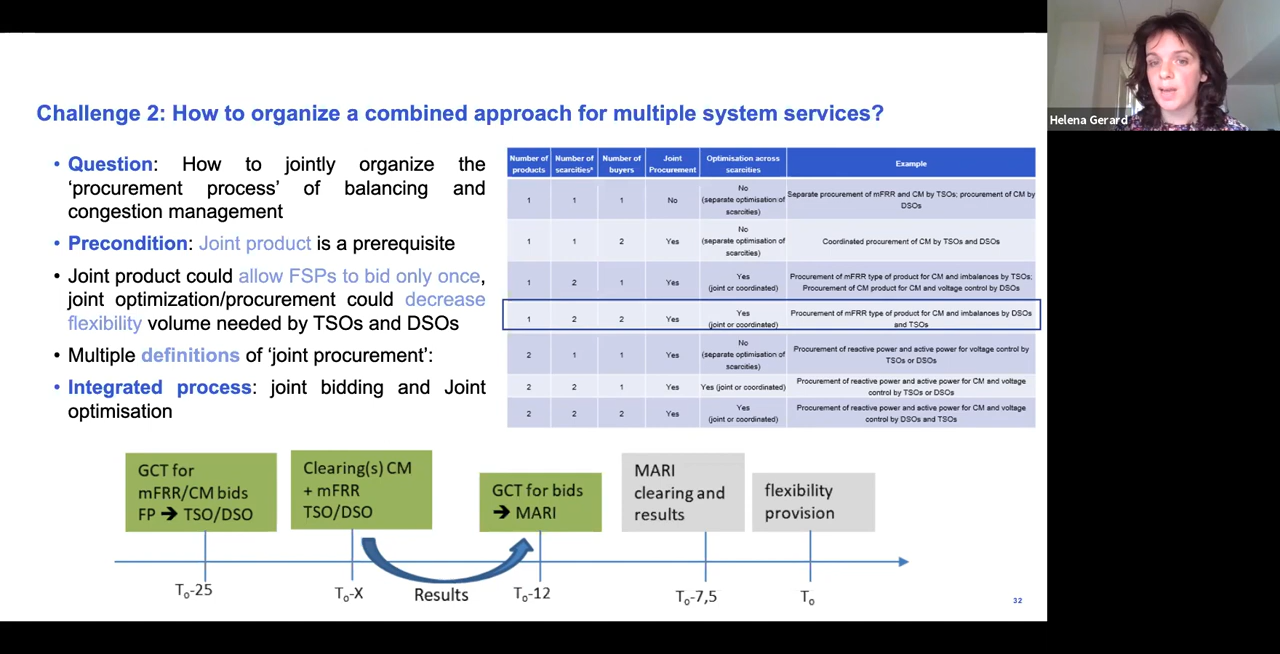 Challenge 2: How to organize a combined approach for multiple system services?
• Question: How to jointly organize the
'procurement process' of balancing and
congestion management
• Precondition: Joint product is a prerequisite
• Joint product could allow FSPs to bid only once,
joint optimization/procurement could decrease
flexibility volume needed by TSOs and DSOs
• Multiple definitions of 'joint procurement':
• Integrated process: joint bidding and Joint
optimisation
Number of products Number of scarcities* Number of buyers Joint Procurement Optimisation across scarcities Example
1 1 1 No No (separate optimisation of scarcities) Separate procurement of mFRR and CM by TSOs; procurement of CM by DSOs
1 1 2 Yes No (separate optimisation of scarcities) Coordinated procurement of CM by TSOs and DSOs
1 2 1 Yes Yes (joint or coordinated) Procurement of mFRR type of product for CM and imbalances by TSOs; Procurement of CM product for CM and voltage control by DSOs
1 2 2 Yes Yes (joint or coordinated) Procurement of mFRR type of product for CM and imbalances by DSOs and TSOs
2 1 1 Yes No (separate optimisation of scarcities) Procurement of reactive power and active power for voltage control by TSOs or DSOs
2 2 1 Yes Yes (joint or coordinated) Procurement of reactive power and active power for CM and voltage control by TSOs or DSOs
2 2 2 Yes Yes (joint or coordinated) Procurement of reactive power and active power for CM and voltage control by DSOs and TSOs
GCT for
mFRR/CM bids
FP ➔ TSO/DSO
Clearing(s) CM
+ mFRR
TSO/DSO
GCT for bids
➔ MARI
MARI
clearing and
results
flexibility
provision
T₀-25
T₀-X
Results
T₀-12
T₀-7,5
T₀
32
Helena Gerard